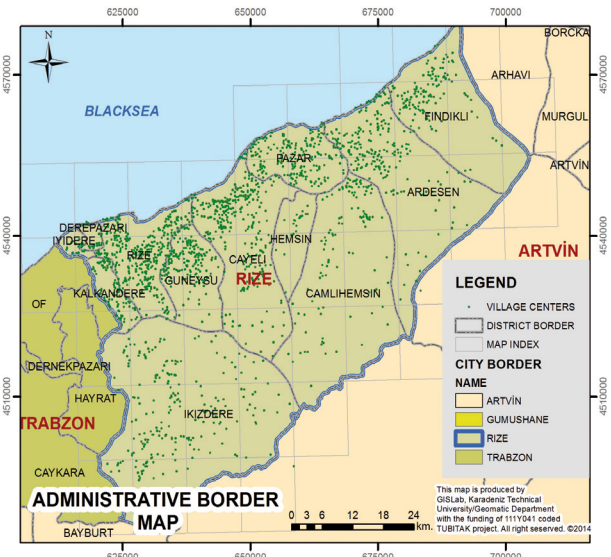 625000 650000 675000 700000
N
BORCKA
4570000
4570000
ARHAVI
BLACKSEA
FINDIKLI
MURGUL
PAZAR
ARTVİN
ARDESEN
DEREPAZARI
IYIDERE
HEMSIN
4540000
4540000
RIZE
CAYELI
ARTVİN
GUNEYSU
RIZE
KALKANDERE
CAMLIHEMSIN
OF
DERNEKPAZARI
HAYRAT
4510000
4510000
IKIZDERE
TRABZON
CAYKARA
BAYBURT
LEGEND
VILLAGE CENTERS
DISTRICT BORDER
MAP INDEX
CITY BORDER
NAME
ARTVİN
GUMUSHANE
RIZE
TRABZON
ADMINISTRATIVE BORDER
MAP
0 3 6 12 18 24
km.
This map is produced by
GISLab, Karadeniz Technical
University/Geomatic Department
with the funding of 111Y041 coded
TUBITAK project. All right reserved. ©2014
625000 650000 675000 700000